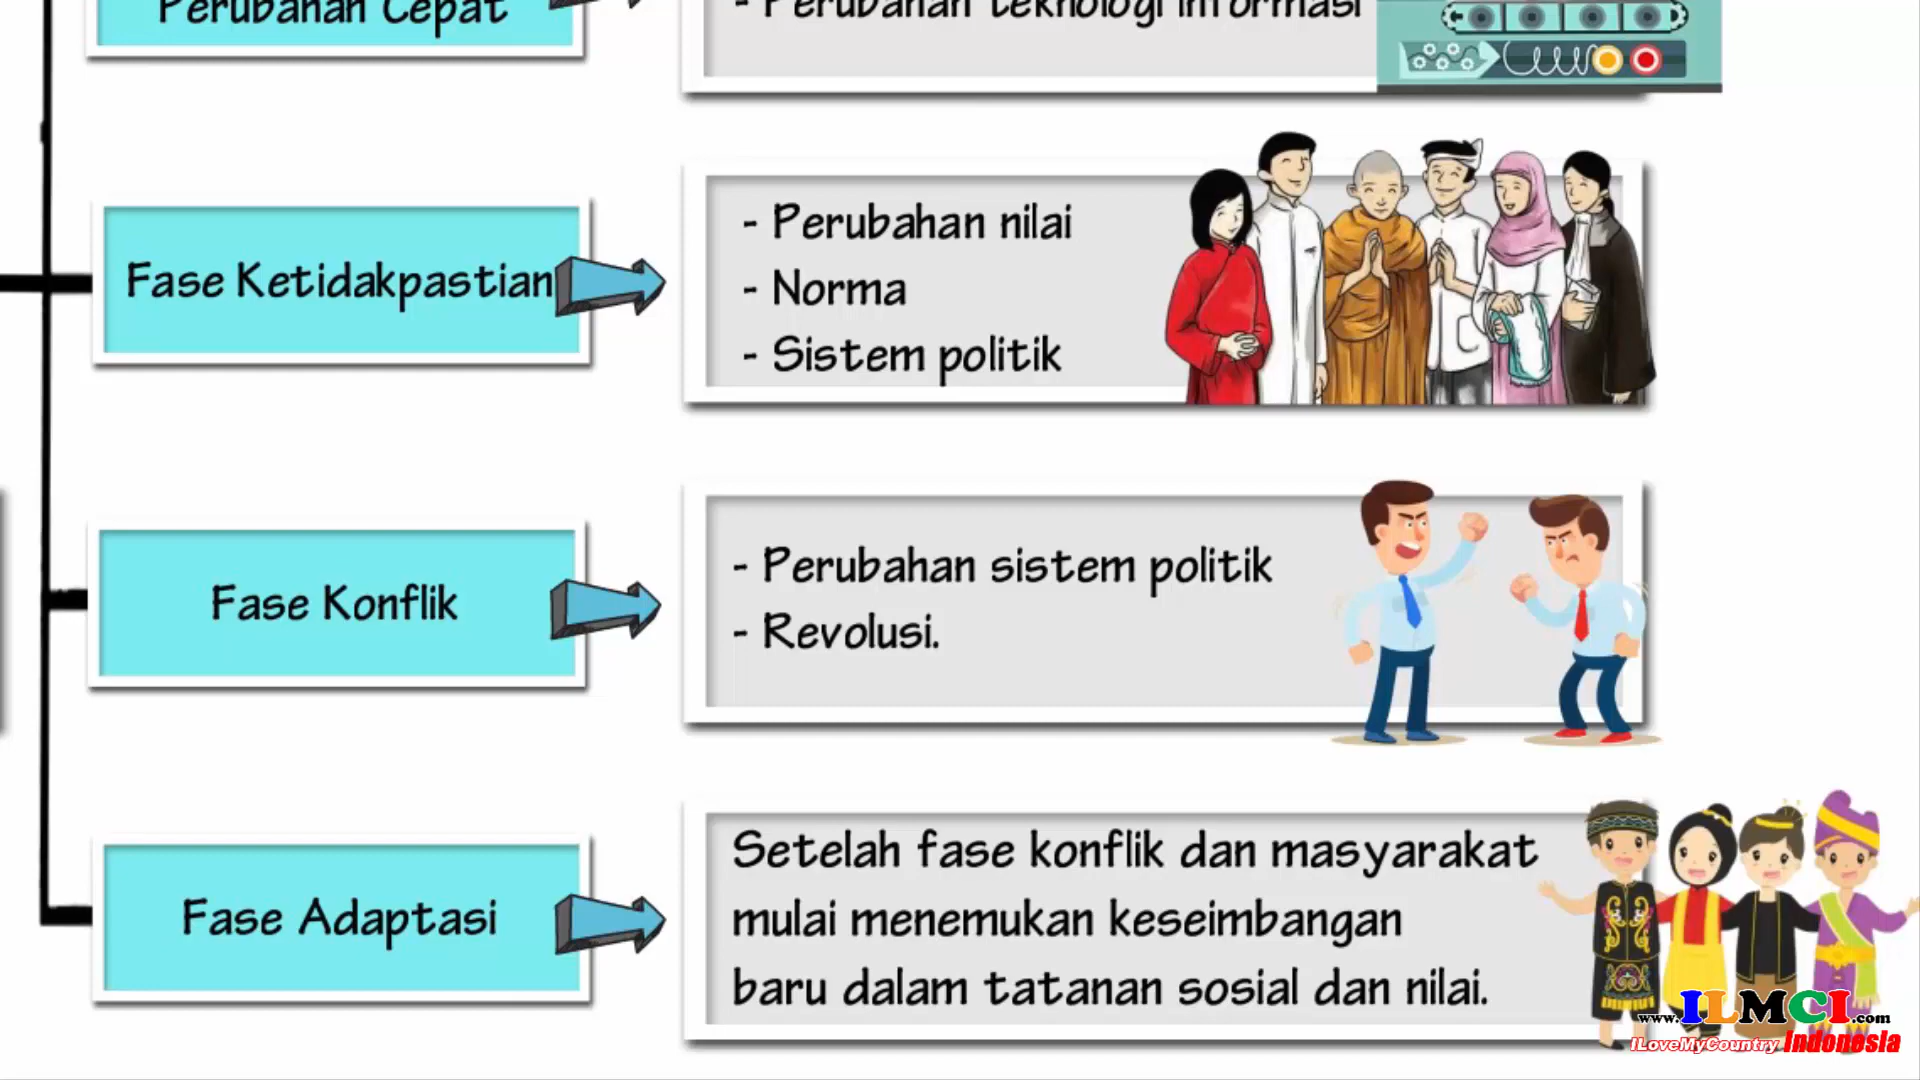 Perubahan Cepat
- Perubahan teknologi informasi
Fase Ketidakpastian
- Perubahan nilai
- Norma
- Sistem politik
Fase Konflik
- Perubahan sistem politik
- Revolusi.
Fase Adaptasi
Setelah fase konflik dan masyarakat
mulai menemukan keseimbangan
baru dalam tatanan sosial dan nilai.
www.ILMCI.com
ILoveMyCountry Indonesia